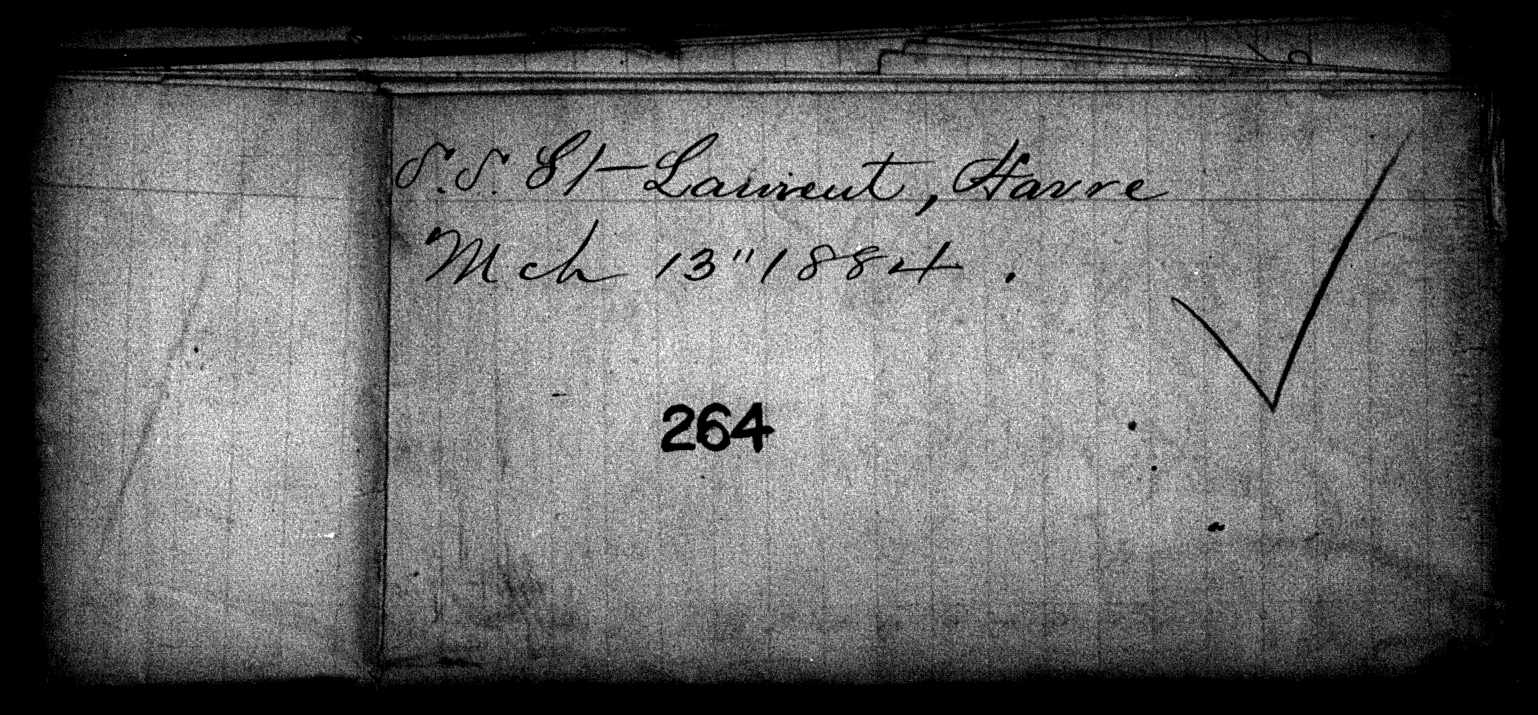 S.S. St Laurent, Havre
Mch 13" 1884.
264